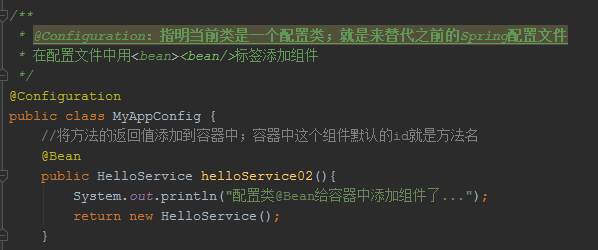 /**
 * @Configuration：指明当前类是一个配置类；就是来替代之前的Spring配置文件
 * 在配置文件中用<bean><bean/>标签添加组件
 */
@Configuration
public class MyAppConfig {
    //将方法的返回值添加到容器中；容器中这个组件默认的id就是方法名
    @Bean
    public HelloService helloService02(){
        System.out.println("配置类@Bean给容器中添加组件了...");
        return new HelloService();
    }